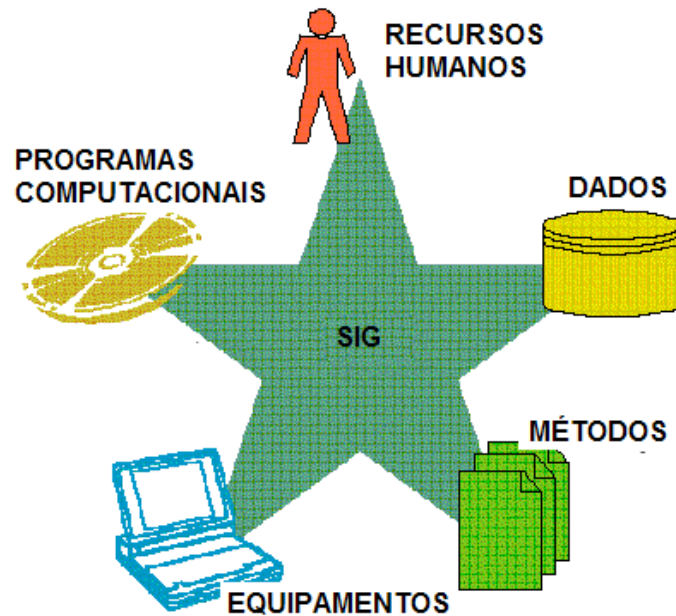 RECURSOS
HUMANOS
PROGRAMAS
COMPUTACIONAIS
DADOS
SIG
MÉTODOS
EQUIPAMENTOS